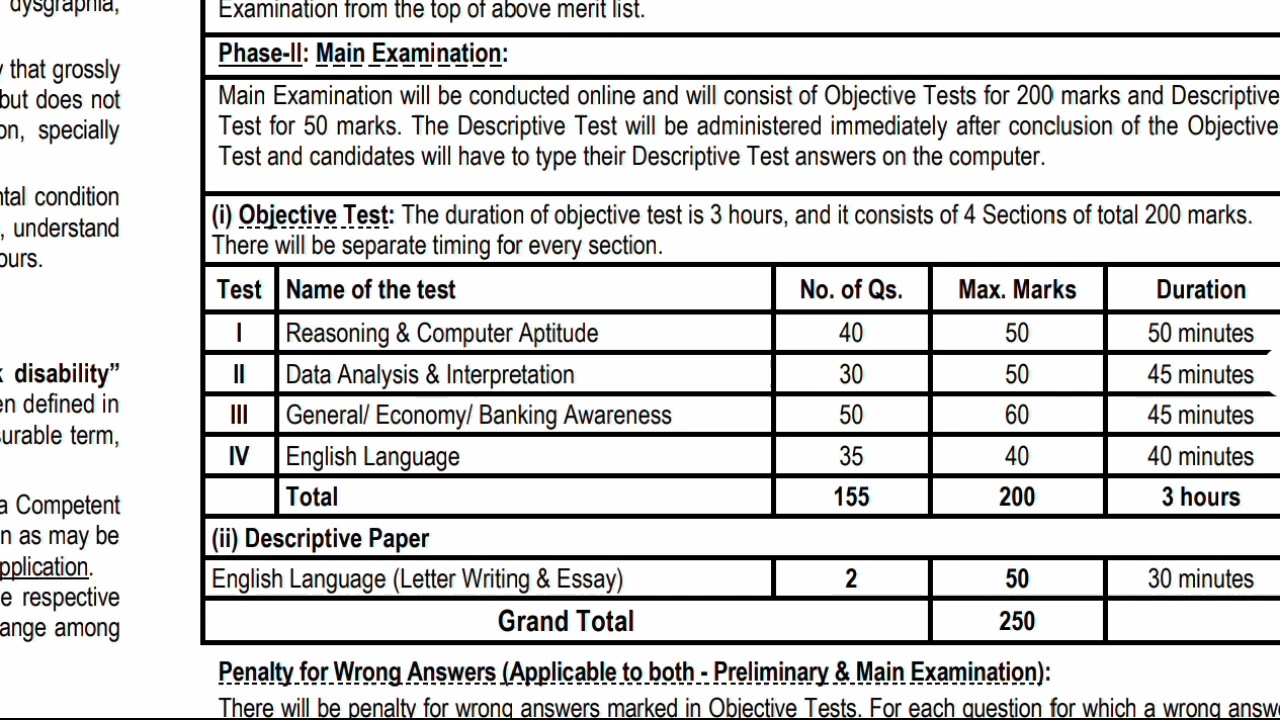 dysgraphia,
y that grossly
but does not
on, specially
ntal condition
, understand
ours.
k disability”
en defined in
surable term,
a Competent
n as may be
pplication.
e respective
ange among
Examination from the top of above merit list.
Phase-II: Main Examination:
Main Examination will be conducted online and will consist of Objective Tests for 200 marks and Descriptive
Test for 50 marks. The Descriptive Test will be administered immediately after conclusion of the Objective
Test and candidates will have to type their Descriptive Test answers on the computer.
(i) Objective Test: The duration of objective test is 3 hours, and it consists of 4 Sections of total 200 marks.
There will be separate timing for every section.
Test Name of the test No. of Qs. Max. Marks Duration
I Reasoning & Computer Aptitude 40 50 50 minutes
II Data Analysis & Interpretation 30 50 45 minutes
III General/ Economy/ Banking Awareness 50 60 45 minutes
IV English Language 35 40 40 minutes
Total 155 200 3 hours
(ii) Descriptive Paper
English Language (Letter Writing & Essay) 2 50 30 minutes
Grand Total 250
Penalty for Wrong Answers (Applicable to both - Preliminary & Main Examination):
There will be penalty for wrong answers marked in Objective Tests. For each question for which a wrong answ